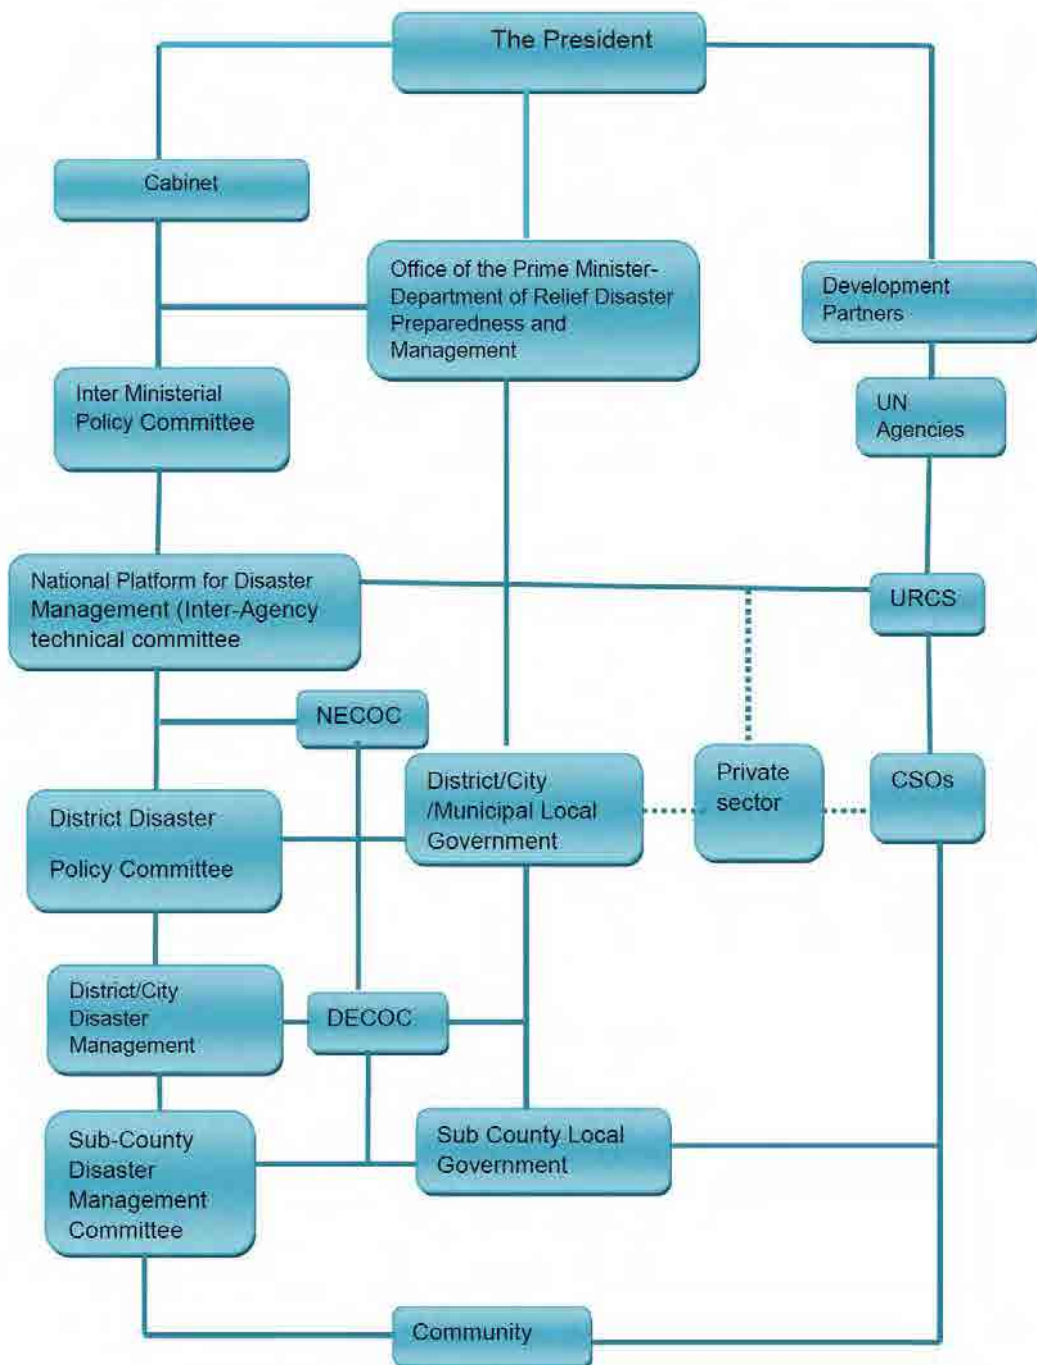 The President
Cabinet
Office of the Prime Minister-
Department of Relief Disaster
Preparedness and
Management
Development
Partners
Inter Ministerial
Policy Committee
UN
Agencies
National Platform for Disaster
Management (Inter-Agency
technical committee
URCS
NECOC
District/City
/Municipal Local
Government
Private
sector
CSOs
District Disaster
Policy Committee
District/City
Disaster
Management
DECOC
Sub-County
Disaster
Management
Committee
Sub County Local
Government
Community